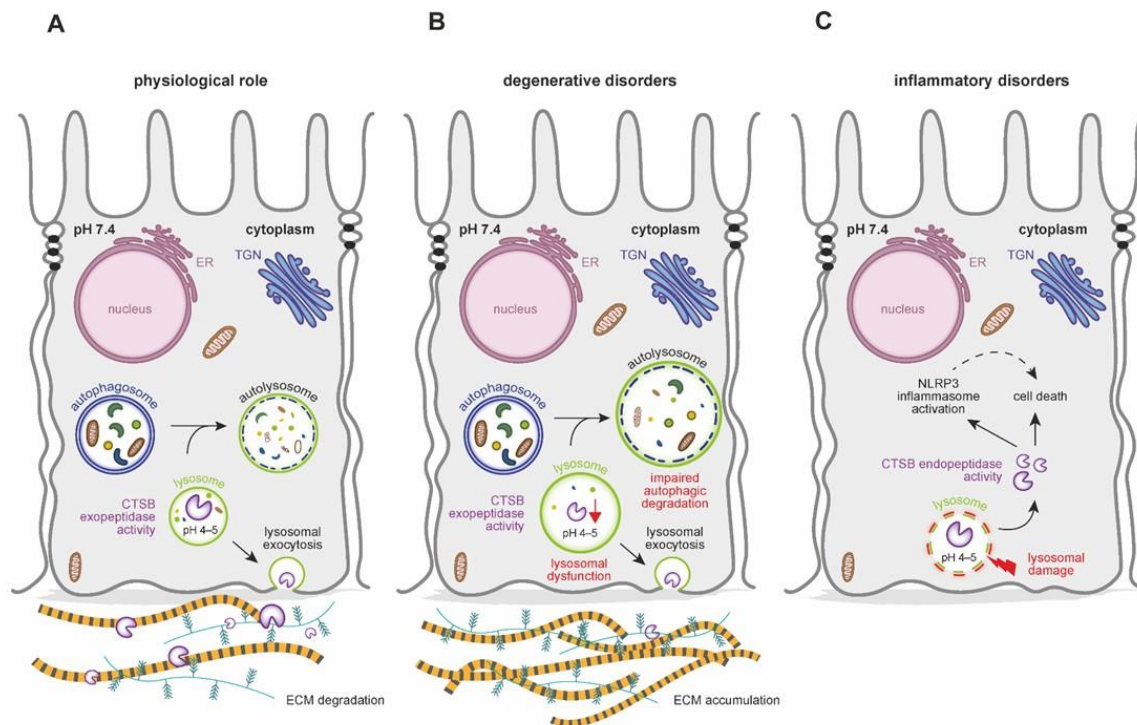 A
physiological role
pH 7.4
cytoplasm
TGN
ER
nucleus
autophagosome
autolysosome
lysosome
CTSB
exopeptidase
activity
pH 4–5
lysosomal
exocytosis
ECM degradation
B
degenerative disorders
pH 7.4
cytoplasm
TGN
ER
nucleus
autolysosome
autophagosome
impaired
autophagic
degradation
lysosome
CTSB
exopeptidase
activity
pH 4–5
lysosomal
dysfunction
lysosomal
exocytosis
ECM accumulation
C
inflammatory disorders
pH 7.4
cytoplasm
TGN
ER
nucleus
NLRP3
inflammasome
activation
cell death
CTSB endopeptidase
activity
lysosome
pH 4–5
lysosomal
damage